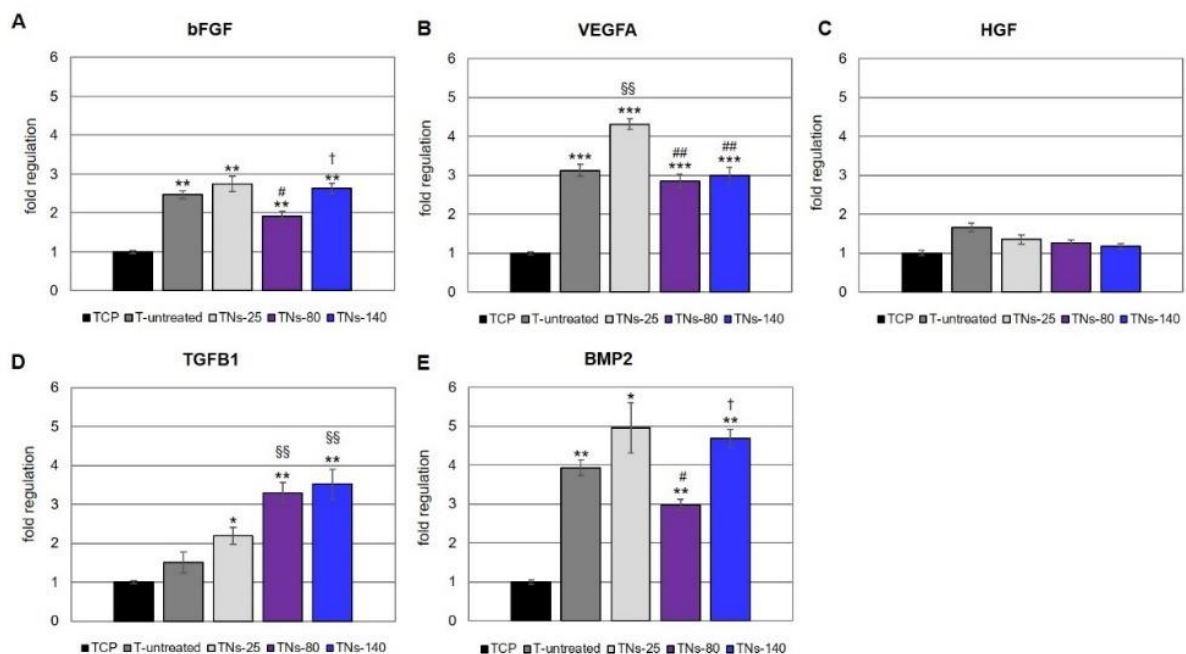 A
bFGF
fold regulation
6
5
4
3
2
1
0
**
**
#
**
†
**
TCP T-untreated TNs-25 TNs-80 TNs-140
B
VEGFA
fold regulation
6
5
4
3
2
1
0
***
§§
***
##
***
##
***
TCP T-untreated TNs-25 TNs-80 TNs-140
C
HGF
fold regulation
6
5
4
3
2
1
0
TCP T-untreated TNs-25 TNs-80 TNs-140
D
TGFB1
fold regulation
6
5
4
3
2
1
0
*
§§
**
§§
**
TCP T-untreated TNs-25 TNs-80 TNs-140
E
BMP2
fold regulation
6
5
4
3
2
1
0
**
*
#
**
†
**
TCP T-untreated TNs-25 TNs-80 TNs-140